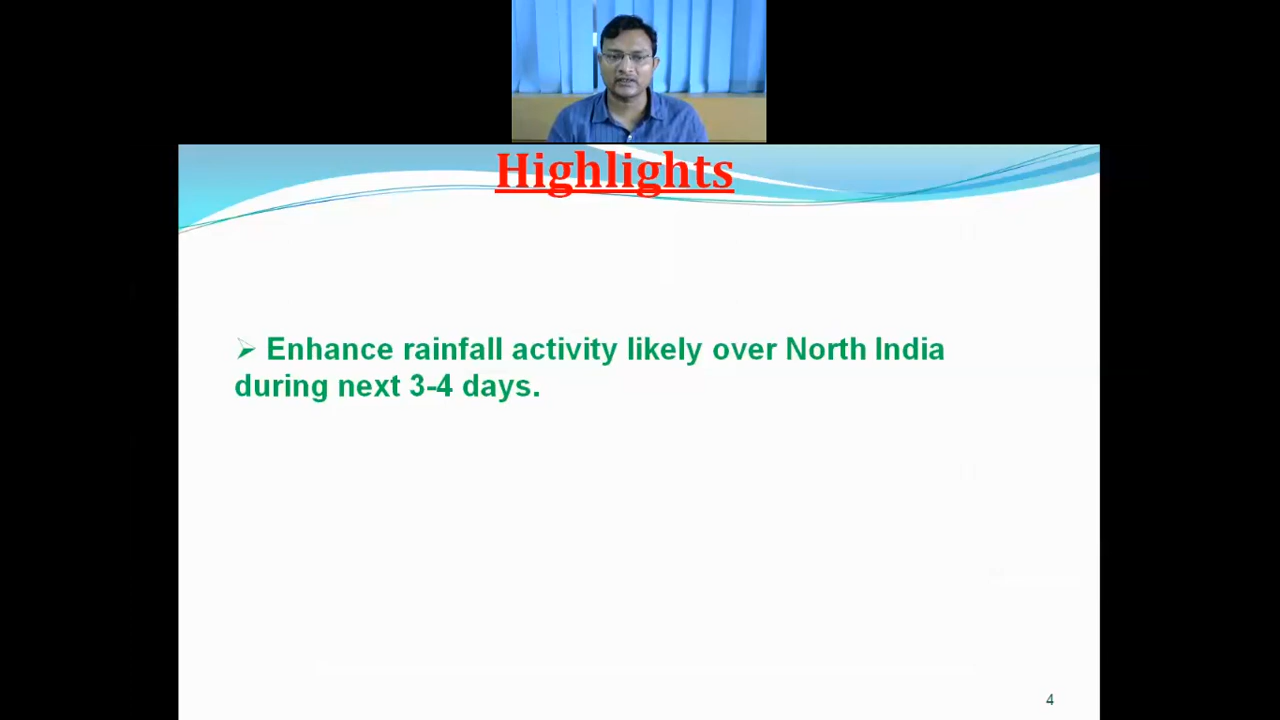 Highlights
➢ Enhance rainfall activity likely over North India
during next 3-4 days.
4